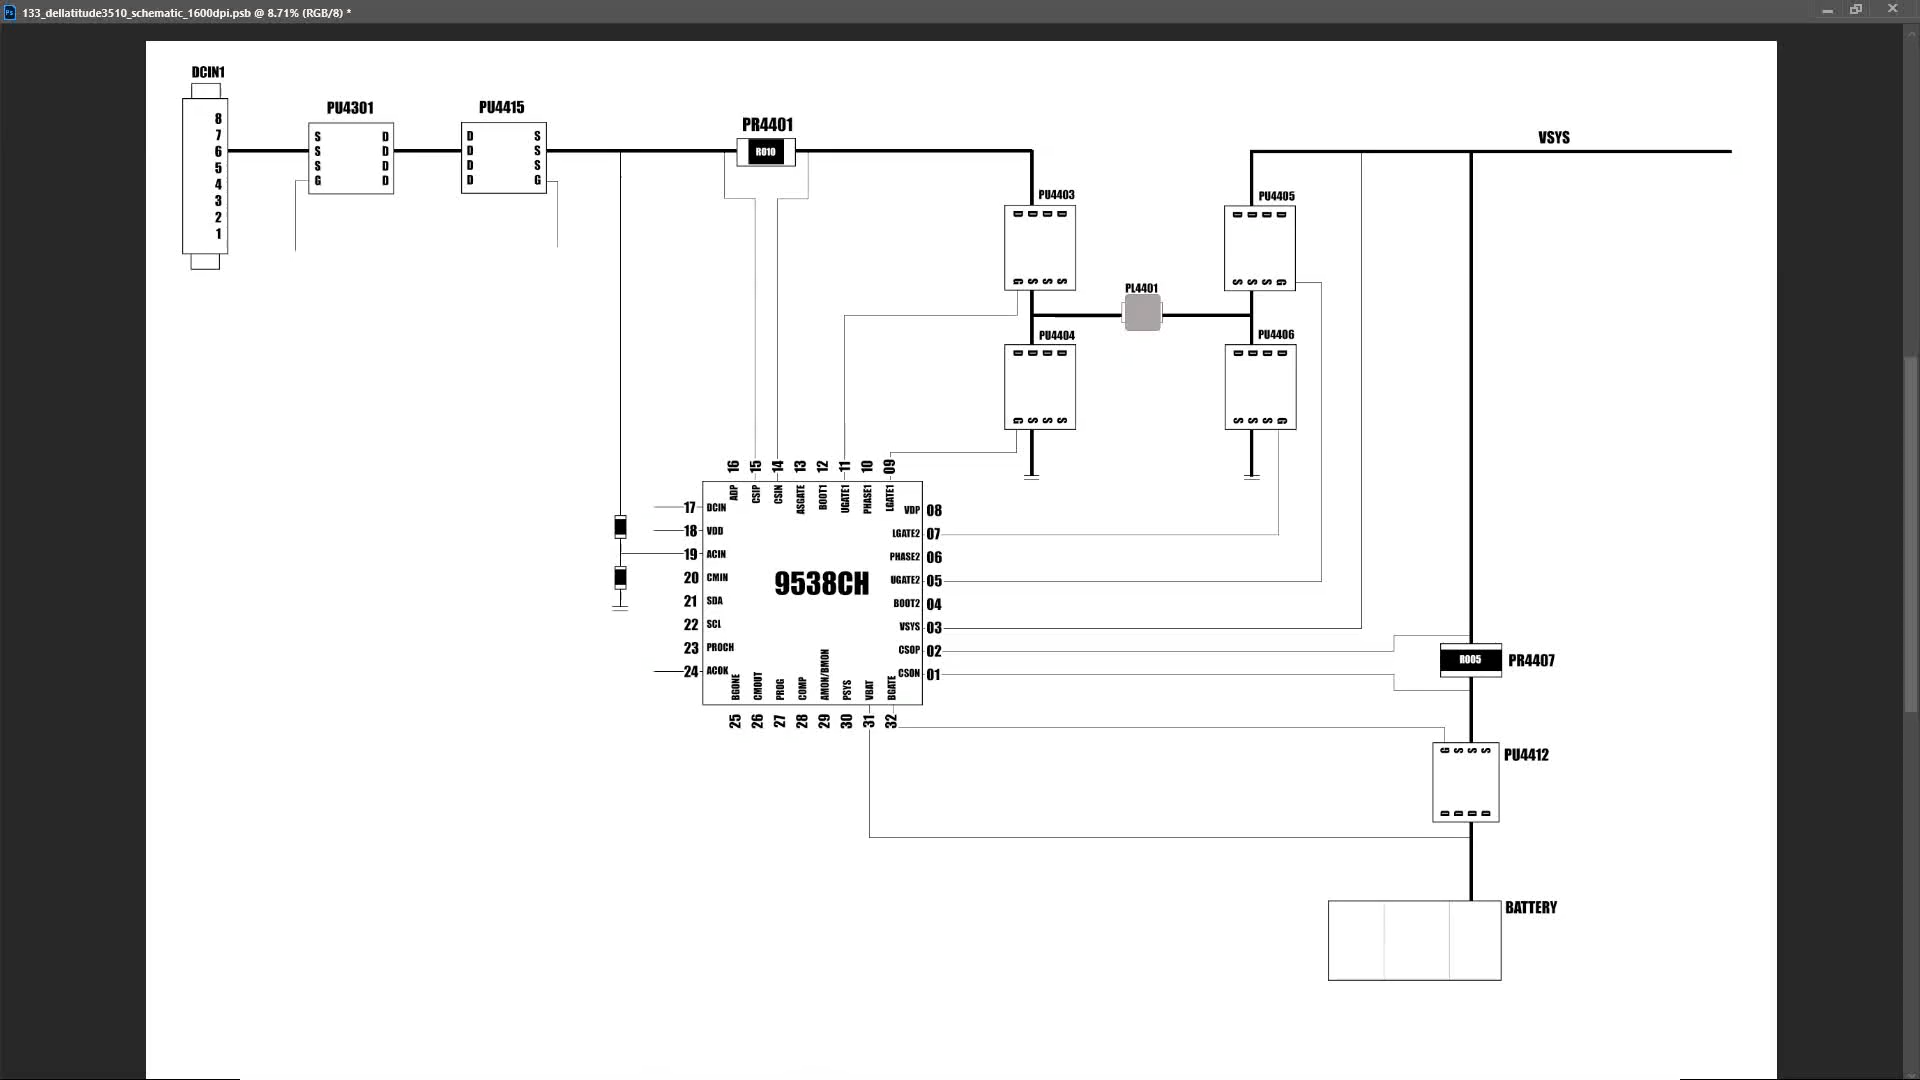 133_dellatitude3510_schematic_1600dpi.psb @ 8.71% (RGB/8) *
DCIN1
8
7
6
5
4
3
2
1
PU4301
S D
S D
S D
G D
PU4415
D S
D S
D S
D G
PR4401
R010
VSYS
PU4403
D D D D
G S S S
PU4405
D D D D
S S S G
PL4401
PU4404
D D D D
G S S S
PU4406
D D D D
S S S G
16 15 14 13 12 11 10 09
ADP CSIP CSIN ASGATE BOOT1 UGATE1 PHASE1 LGATE1
17 DCIN
18 VDD
19 ACIN
20 CMIN
21 SDA
22 SCL
23 PROCH
24 ACOK
9538CH
VDP 08
LGATE2 07
PHASE2 06
UGATE2 05
BOOT2 04
VSYS 03
CSOP 02
CSON 01
BGONE CMOUT PROG COMP AMON/BMON PSYS VBAT BGATE
25 26 27 28 29 30 31 32
R005
PR4407
G S S S
PU4412
D D D D
BATTERY